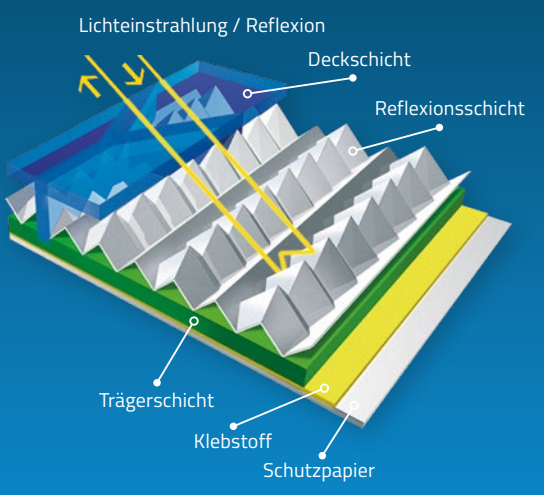 Lichteinstrahlung / Reflexion
Deckschicht
Reflexionsschicht
Trägerschicht
Klebstoff
Schutzpapier